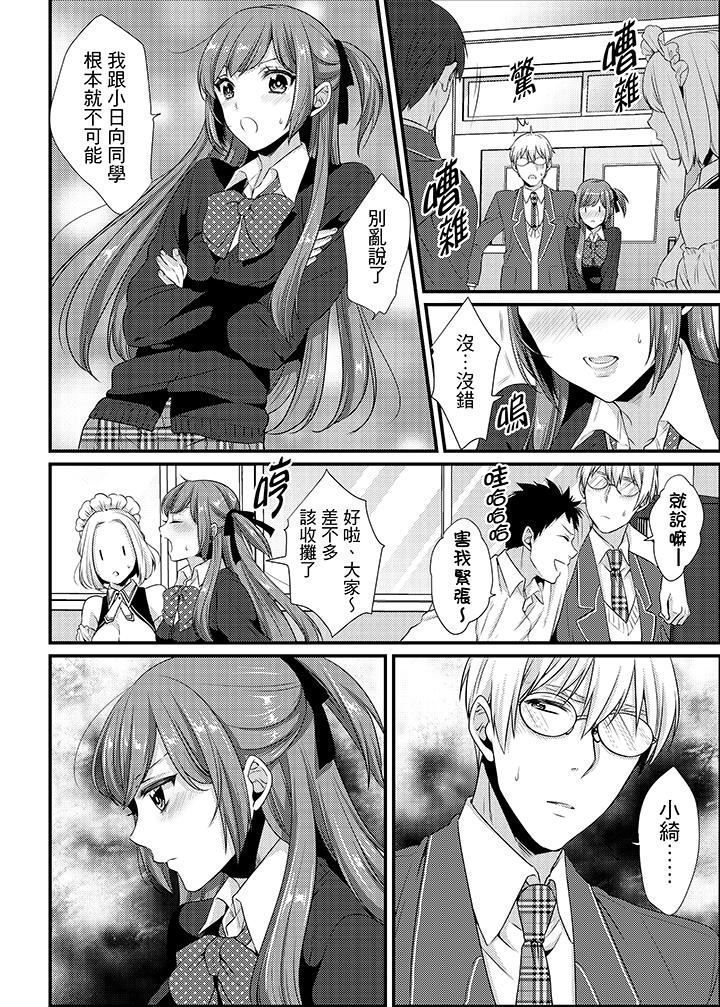 嘈雜
驚
嘈雜
沒…沒錯
嗚
別亂說了
我跟小日向同學
根本就不可能
就說嘛ー
害我緊張～
哇哈哈哈
好啦、大家～
差不多
該收攤了
哼
小綺……